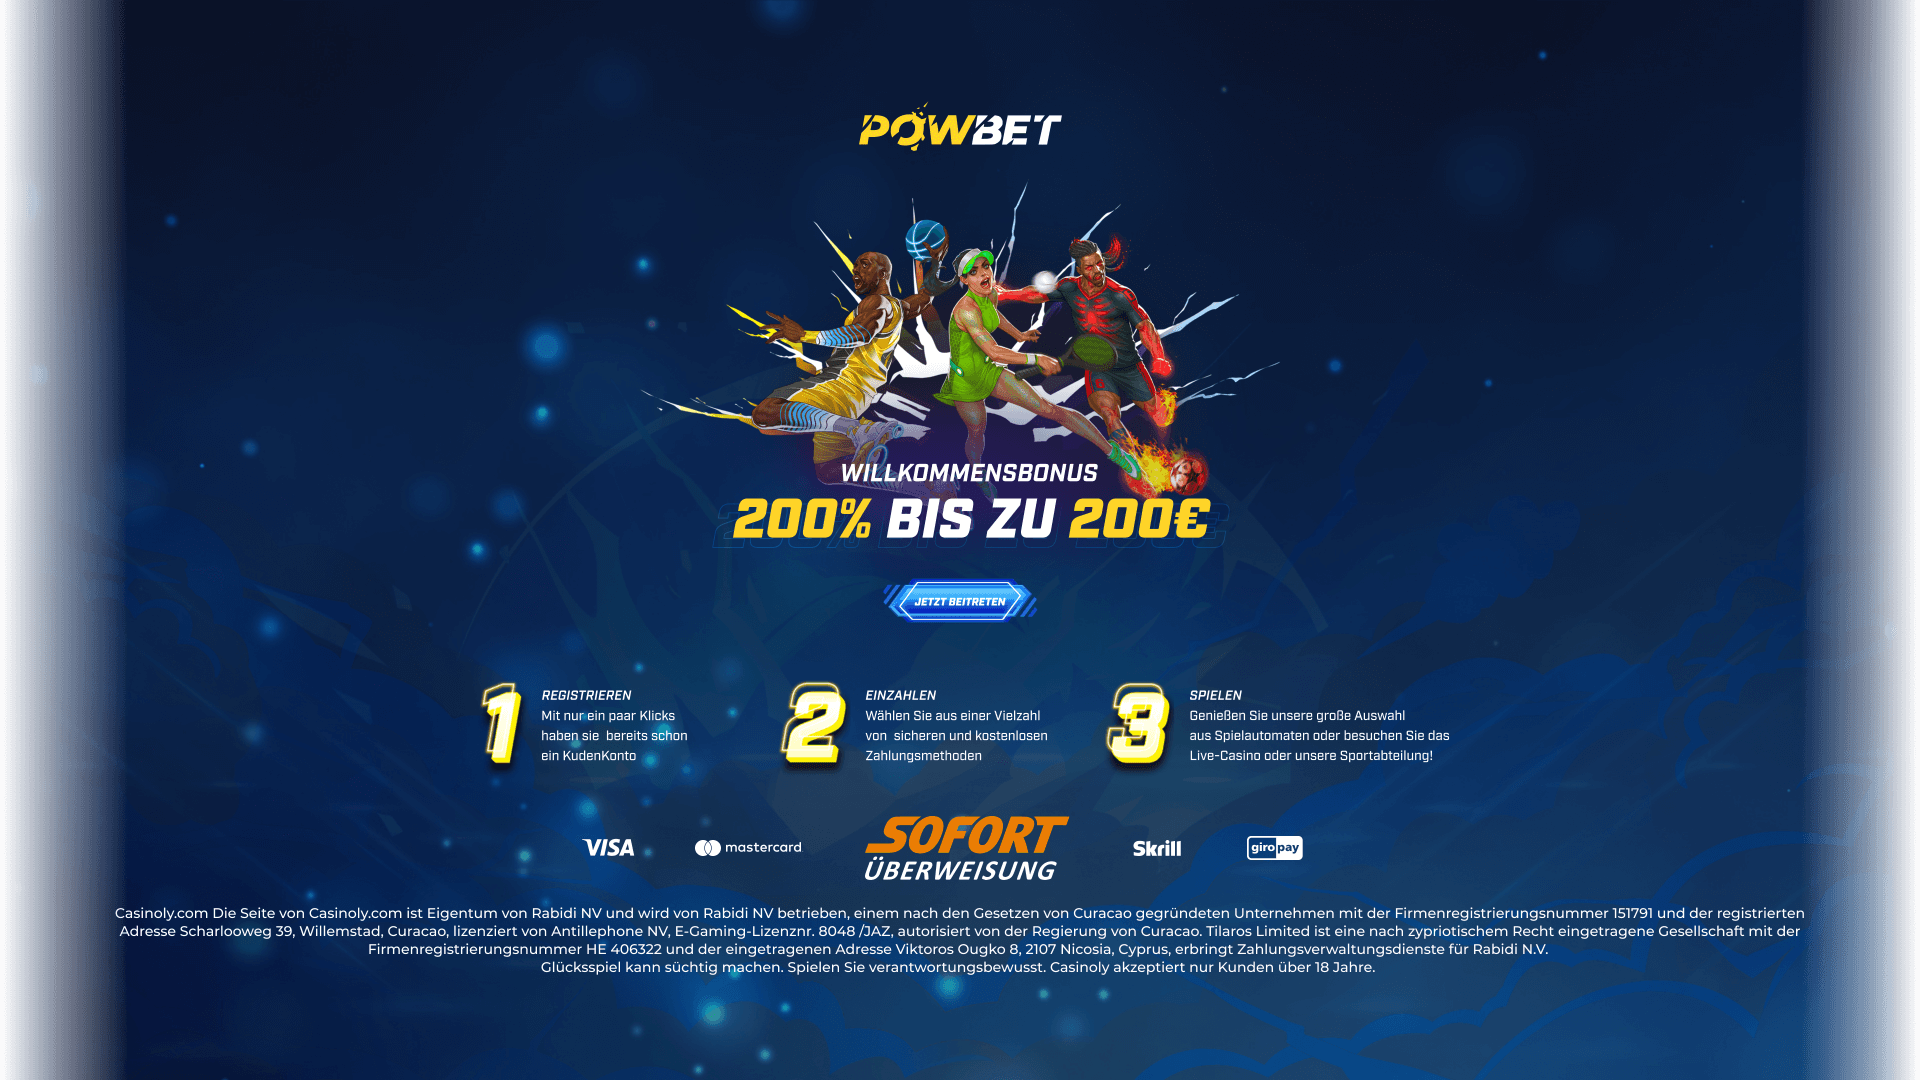 POWBET
WILLKOMMENSBONUS
200% BIS ZU 200€
JETZT BEITRETEN
1
REGISTRIEREN
Mit nur ein paar Klicks
haben sie bereits schon
ein KudenKonto
2
EINZAHLEN
Wählen Sie aus einer Vielzahl
von sicheren und kostenlosen
Zahlungsmethoden
3
SPIELEN
Genießen Sie unsere große Auswahl
aus Spielautomaten oder besuchen Sie das
Live-Casino oder unsere Sportabteilung!
VISA
mastercard
SOFORT
ÜBERWEISUNG
Skrill
giropay
Casinoly.com Die Seite von Casinoly.com ist Eigentum von Rabidi NV und wird von Rabidi NV betrieben, einem nach den Gesetzen von Curacao gegründeten Unternehmen mit der Firmenregistrierungsnummer 151791 und der registrierten
Adresse Scharlooweg 39, Willemstad, Curacao, lizenziert von Antillephone NV, E-Gaming-Lizenznr. 8048 /JAZ, autorisiert von der Regierung von Curacao. Tilaros Limited ist eine nach zypriotischem Recht eingetragene Gesellschaft mit der
Firmenregistrierungsnummer HE 406322 und der eingetragenen Adresse Viktoros Ougko 8, 2107 Nicosia, Cyprus, erbringt Zahlungsverwaltungsdienste für Rabidi N.V.
Glücksspiel kann süchtig machen. Spielen Sie verantwortungsbewusst. Casinoly akzeptiert nur Kunden über 18 Jahre.